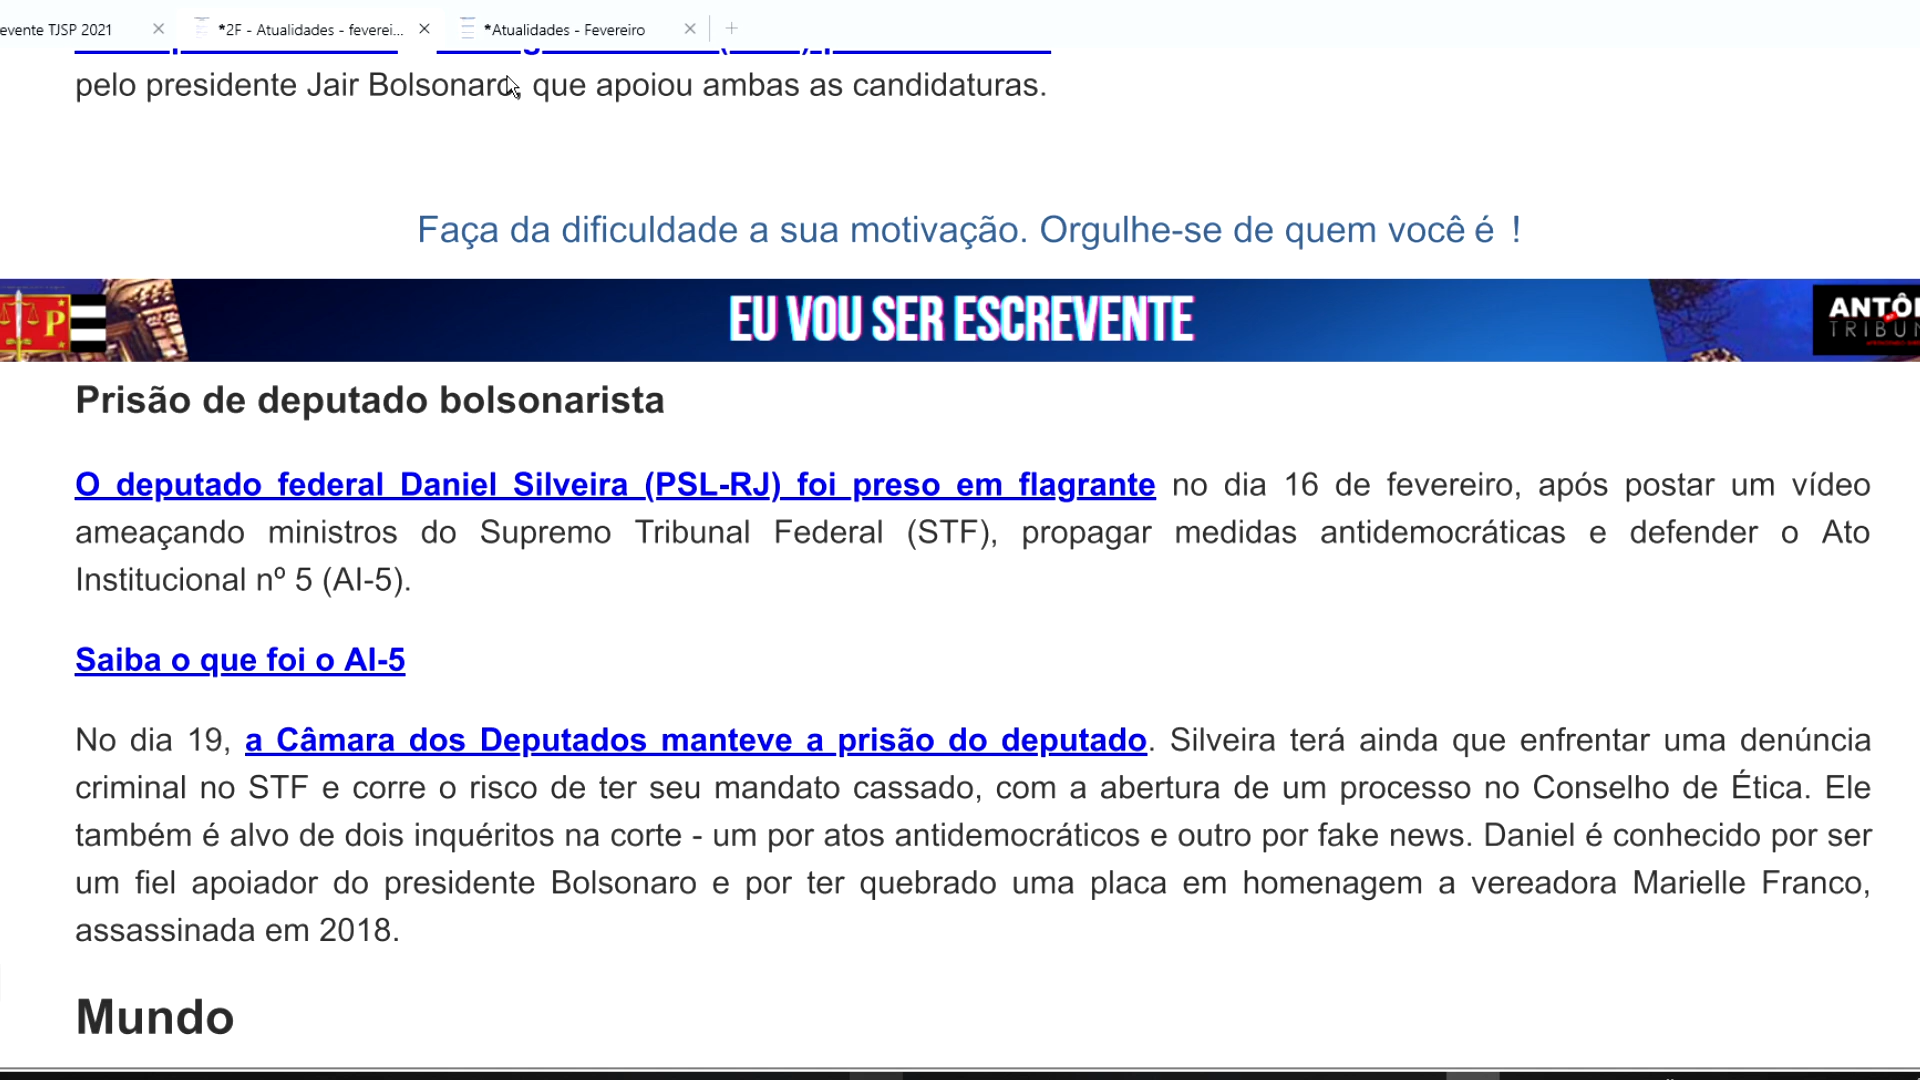 evente TJSP 2021
*2F - Atualidades - feverei...
*Atualidades - Fevereiro
pelo presidente Jair Bolsonaro, que apoiou ambas as candidaturas.
Faça da dificuldade a sua motivação. Orgulhe-se de quem você é !
P
EU VOU SER ESCREVENTE
ANTÔ
TRIBUN
Prisão de deputado bolsonarista
O deputado federal Daniel Silveira (PSL-RJ) foi preso em flagrante no dia 16 de fevereiro, após postar um vídeo
ameaçando ministros do Supremo Tribunal Federal (STF), propagar medidas antidemocráticas e defender o Ato
Institucional nº 5 (AI-5).
Saiba o que foi o AI-5
No dia 19, a Câmara dos Deputados manteve a prisão do deputado. Silveira terá ainda que enfrentar uma denúncia
criminal no STF e corre o risco de ter seu mandato cassado, com a abertura de um processo no Conselho de Ética. Ele
também é alvo de dois inquéritos na corte - um por atos antidemocráticos e outro por fake news. Daniel é conhecido por ser
um fiel apoiador do presidente Bolsonaro e por ter quebrado uma placa em homenagem a vereadora Marielle Franco,
assassinada em 2018.
Mundo